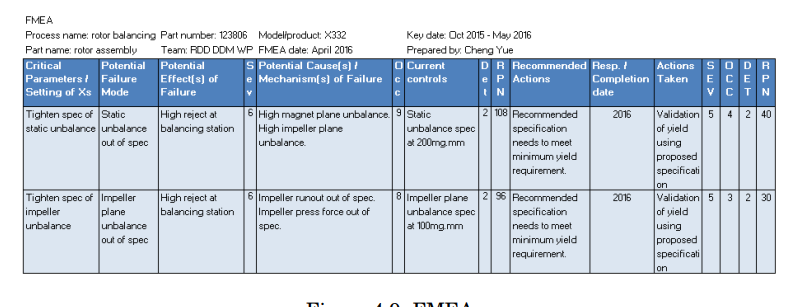 FMEA
Process name: rotor balancing Part number: 123806 Model/product: X332 Key date: Oct 2015 - May 2016
Part name: rotor assembly Team: RDD DDM WP FMEA date: April 2016 Prepared by: Cheng Yue
Critical Parameters / Setting of Xs
Potential Failure Mode
Potential Effect(s) of Failure
Sev
Potential Cause(s) / Mechanism(s) of Failure
Occ
Current controls
Det
RPN
Recommended Actions
Resp. / Completion date
Actions Taken
SEV
OCC
DET
RPN
Tighten spec of static unbalance
Static unbalance out of spec
High reject at balancing station
6
High magnet plane unbalance. High impeller plane unbalance.
9
Static unbalance spec at 200mg.mm
2
108
Recommended specification needs to meet minimum yield requirement.
2016
Validation of yield using proposed specification
5
4
2
40
Tighten spec of impeller unbalance
Impeller plane unbalance out of spec
High reject at balancing station
6
Impeller runout out of spec. Impeller press force out of spec.
8
Impeller plane unbalance spec at 100mg.mm
2
96
Recommended specification needs to meet minimum yield requirement.
2016
Validation of yield using proposed specification
5
3
2
30